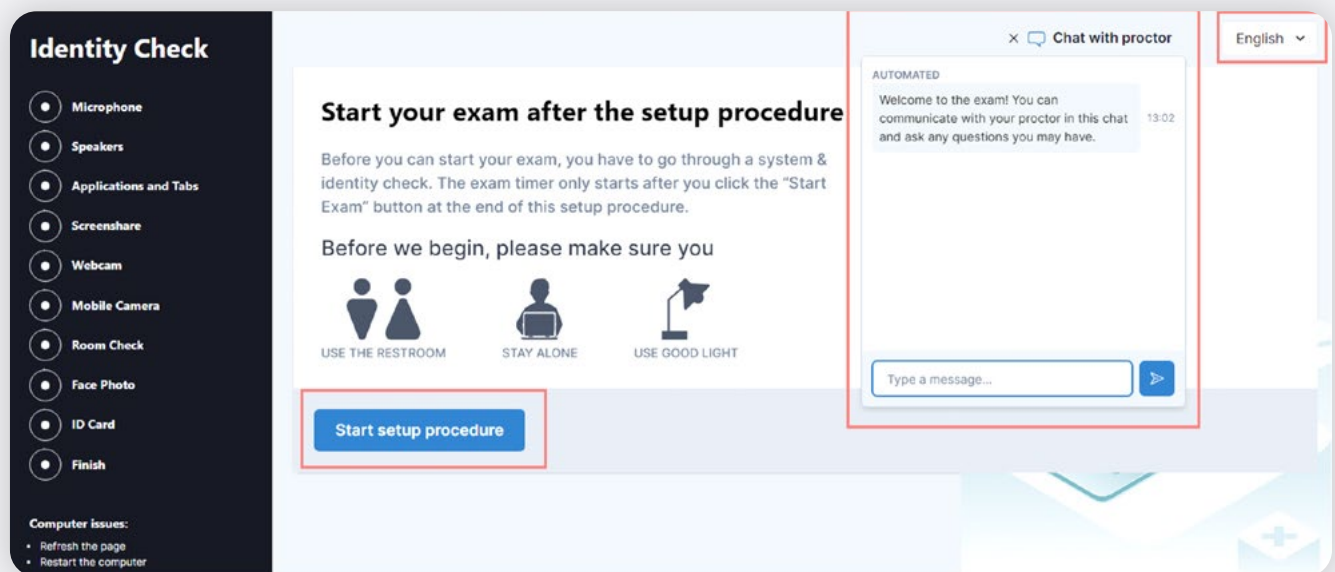 Identity Check
Microphone
Speakers
Applications and Tabs
Screenshare
Webcam
Mobile Camera
Room Check
Face Photo
ID Card
Finish
Computer issues:
• Refresh the page
• Restart the computer
Start your exam after the setup procedure
Before you can start your exam, you have to go through a system &
identity check. The exam timer only starts after you click the “Start
Exam” button at the end of this setup procedure.
Before we begin, please make sure you
USE THE RESTROOM
STAY ALONE
USE GOOD LIGHT
Start setup procedure
× Chat with proctor
AUTOMATED
Welcome to the exam! You can
communicate with your proctor in this chat
and ask any questions you may have.
13:02
Type a message...
English